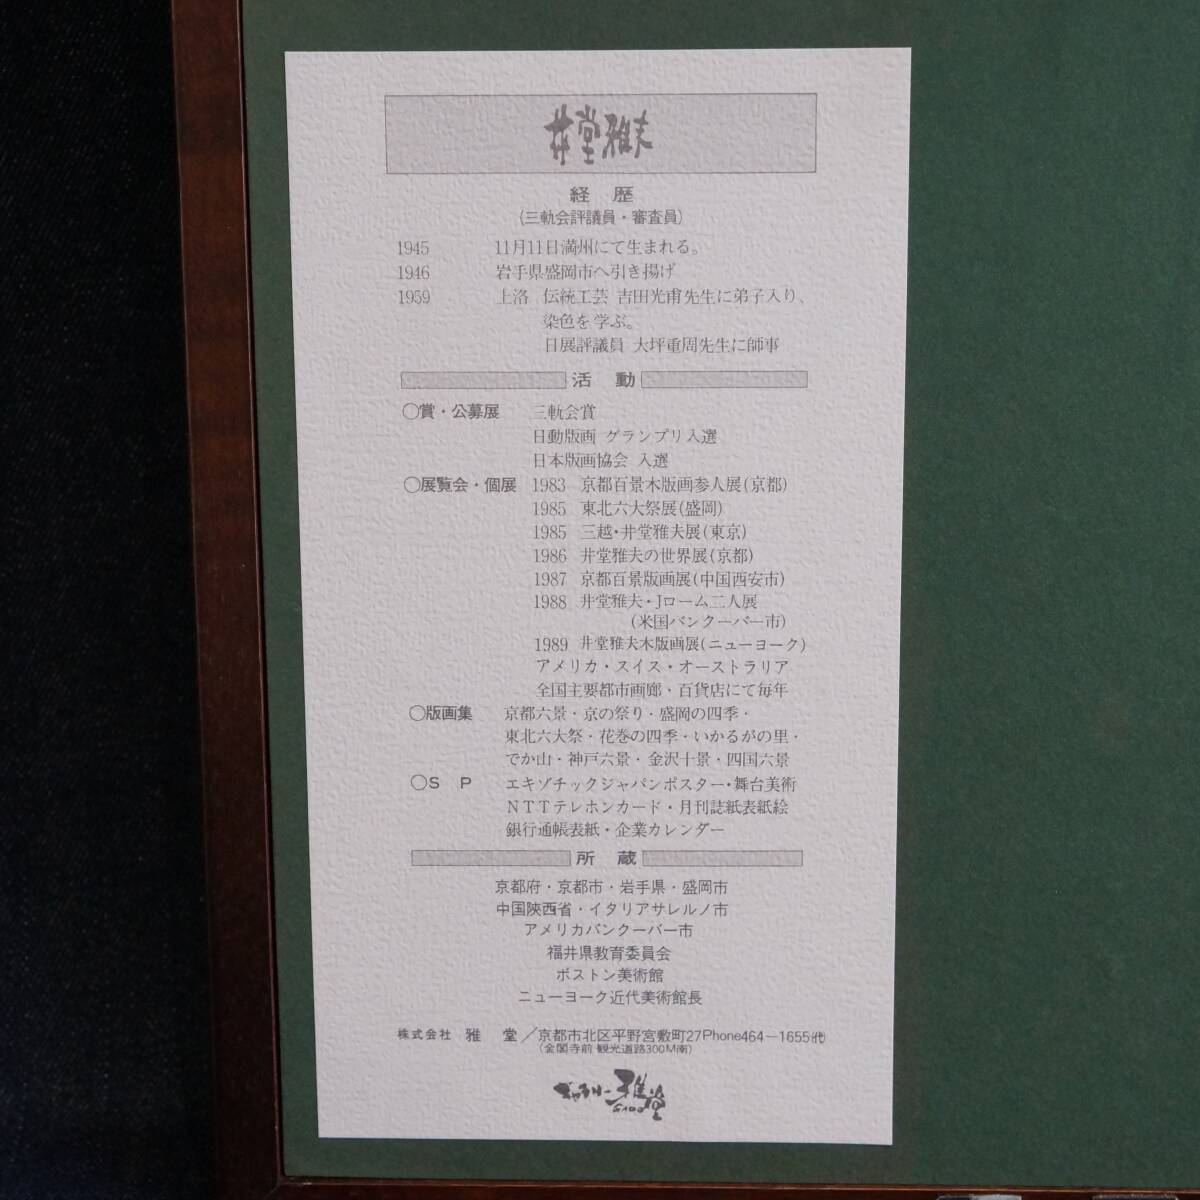 井堂雅夫
経 歴
(三軌会評議員・審査員)
1945 11月11日満州にて生まれる。
1946 岩手県盛岡市へ引き揚げ
1959 上洛 伝統工芸 吉田光甫先生に弟子入り、
染色を学ぶ。
日展評議員 大坪重周先生に師事
活 動
○賞・公募展 三軌会賞
日動版画 グランプリ入選
日本版画協会 入選
○展覧会・個展 1983 京都百景木版画参人展(京都)
1985 東北六大祭展(盛岡)
1985 三越・井堂雅夫展(東京)
1986 井堂雅夫の世界展(京都)
1987 京都百景版画展(中国西安市)
1988 井堂雅夫・Jローム二人展
(米国バンクーバー市)
1989 井堂雅夫木版画展(ニューヨーク)
アメリカ・スイス・オーストラリア
全国主要都市画廊・百貨店にて毎年
○版画集 京都六景・京の祭り・盛岡の四季・
東北六大祭・花巻の四季・いかるがの里・
でか山・神戸六景・金沢十景・四国六景
○S P エキゾチックジャパンポスター・舞台美術
NTTテレホンカード・月刊誌紙表紙絵
銀行通帳表紙・企業カレンダー
所 蔵
京都府・京都市・岩手県・盛岡市
中国陝西省・イタリアサレルノ市
アメリカバンクーバー市
福井県教育委員会
ボストン美術館
ニューヨーク近代美術館長
株式会社 雅 堂/京都市北区平野宮敷町27Phone464-1655(代)
(金閣寺前 観光道路300M南)
ギャラリー雅堂